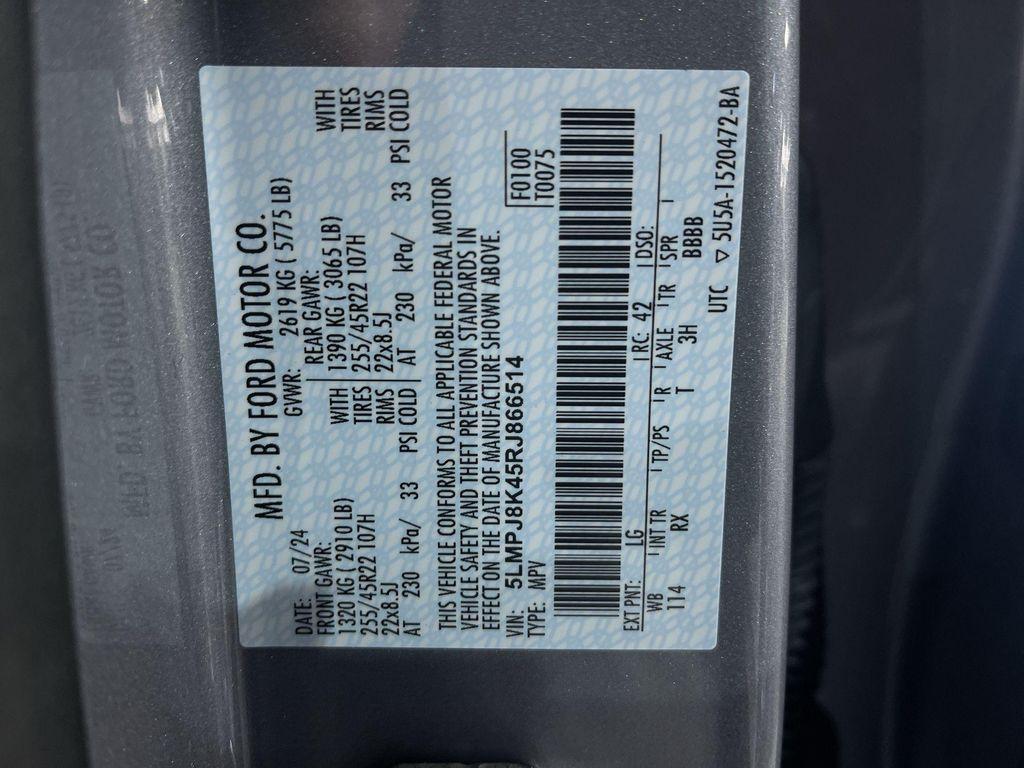 MFD. BY FORD MOTOR CO.
DATE: 07/24 GVWR: 2619 KG ( 5775 LB)
FRONT GAWR: REAR GAWR:
1320 KG ( 2910 LB) WITH 1390 KG ( 3065 LB) WITH
255/45R22 107H TIRES 255/45R22 107H TIRES
22x8.5J RIMS 22x8.5J RIMS
AT 230 kPa/ 33 PSI COLD AT 230 kPa/ 33 PSI COLD
THIS VEHICLE CONFORMS TO ALL APPLICABLE FEDERAL MOTOR
VEHICLE SAFETY AND THEFT PREVENTION STANDARDS IN
EFFECT ON THE DATE OF MANUFACTURE SHOWN ABOVE.
VIN: 5LMPJ8K45RJ866514
TYPE: MPV
F0100
T0075
EXT PNT: LG RC: 42 DSO:
WB INT TR TP/PS R AXLE TR SPR
114 RX T 3H BBBB
UTC ▽ 5U5A-1520472-BA